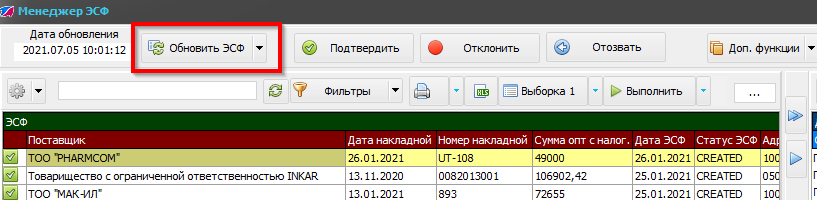 Менеджер ЭСФ
Дата обновления
2021.07.05 10:01:12
Обновить ЭСФ
Подтвердить
Отклонить
Отозвать
Доп. функции
Фильтры
XLS
Выборка 1
Выполнить
...
ЭСФ
Поставщик Дата накладной Номер накладной Сумма опт с налог. Дата ЭСФ Статус ЭСФ Адр
ТОО "PHARMCOM" 26.01.2021 UT-108 49000 26.01.2021 CREATED 100
Товарищество с ограниченной ответственностью INKAR 13.11.2020 0082013001 106902,42 25.01.2021 CREATED 050
ТОО "МАК-ИЛ" 13.01.2021 893 72655 25.01.2021 CREATED 100